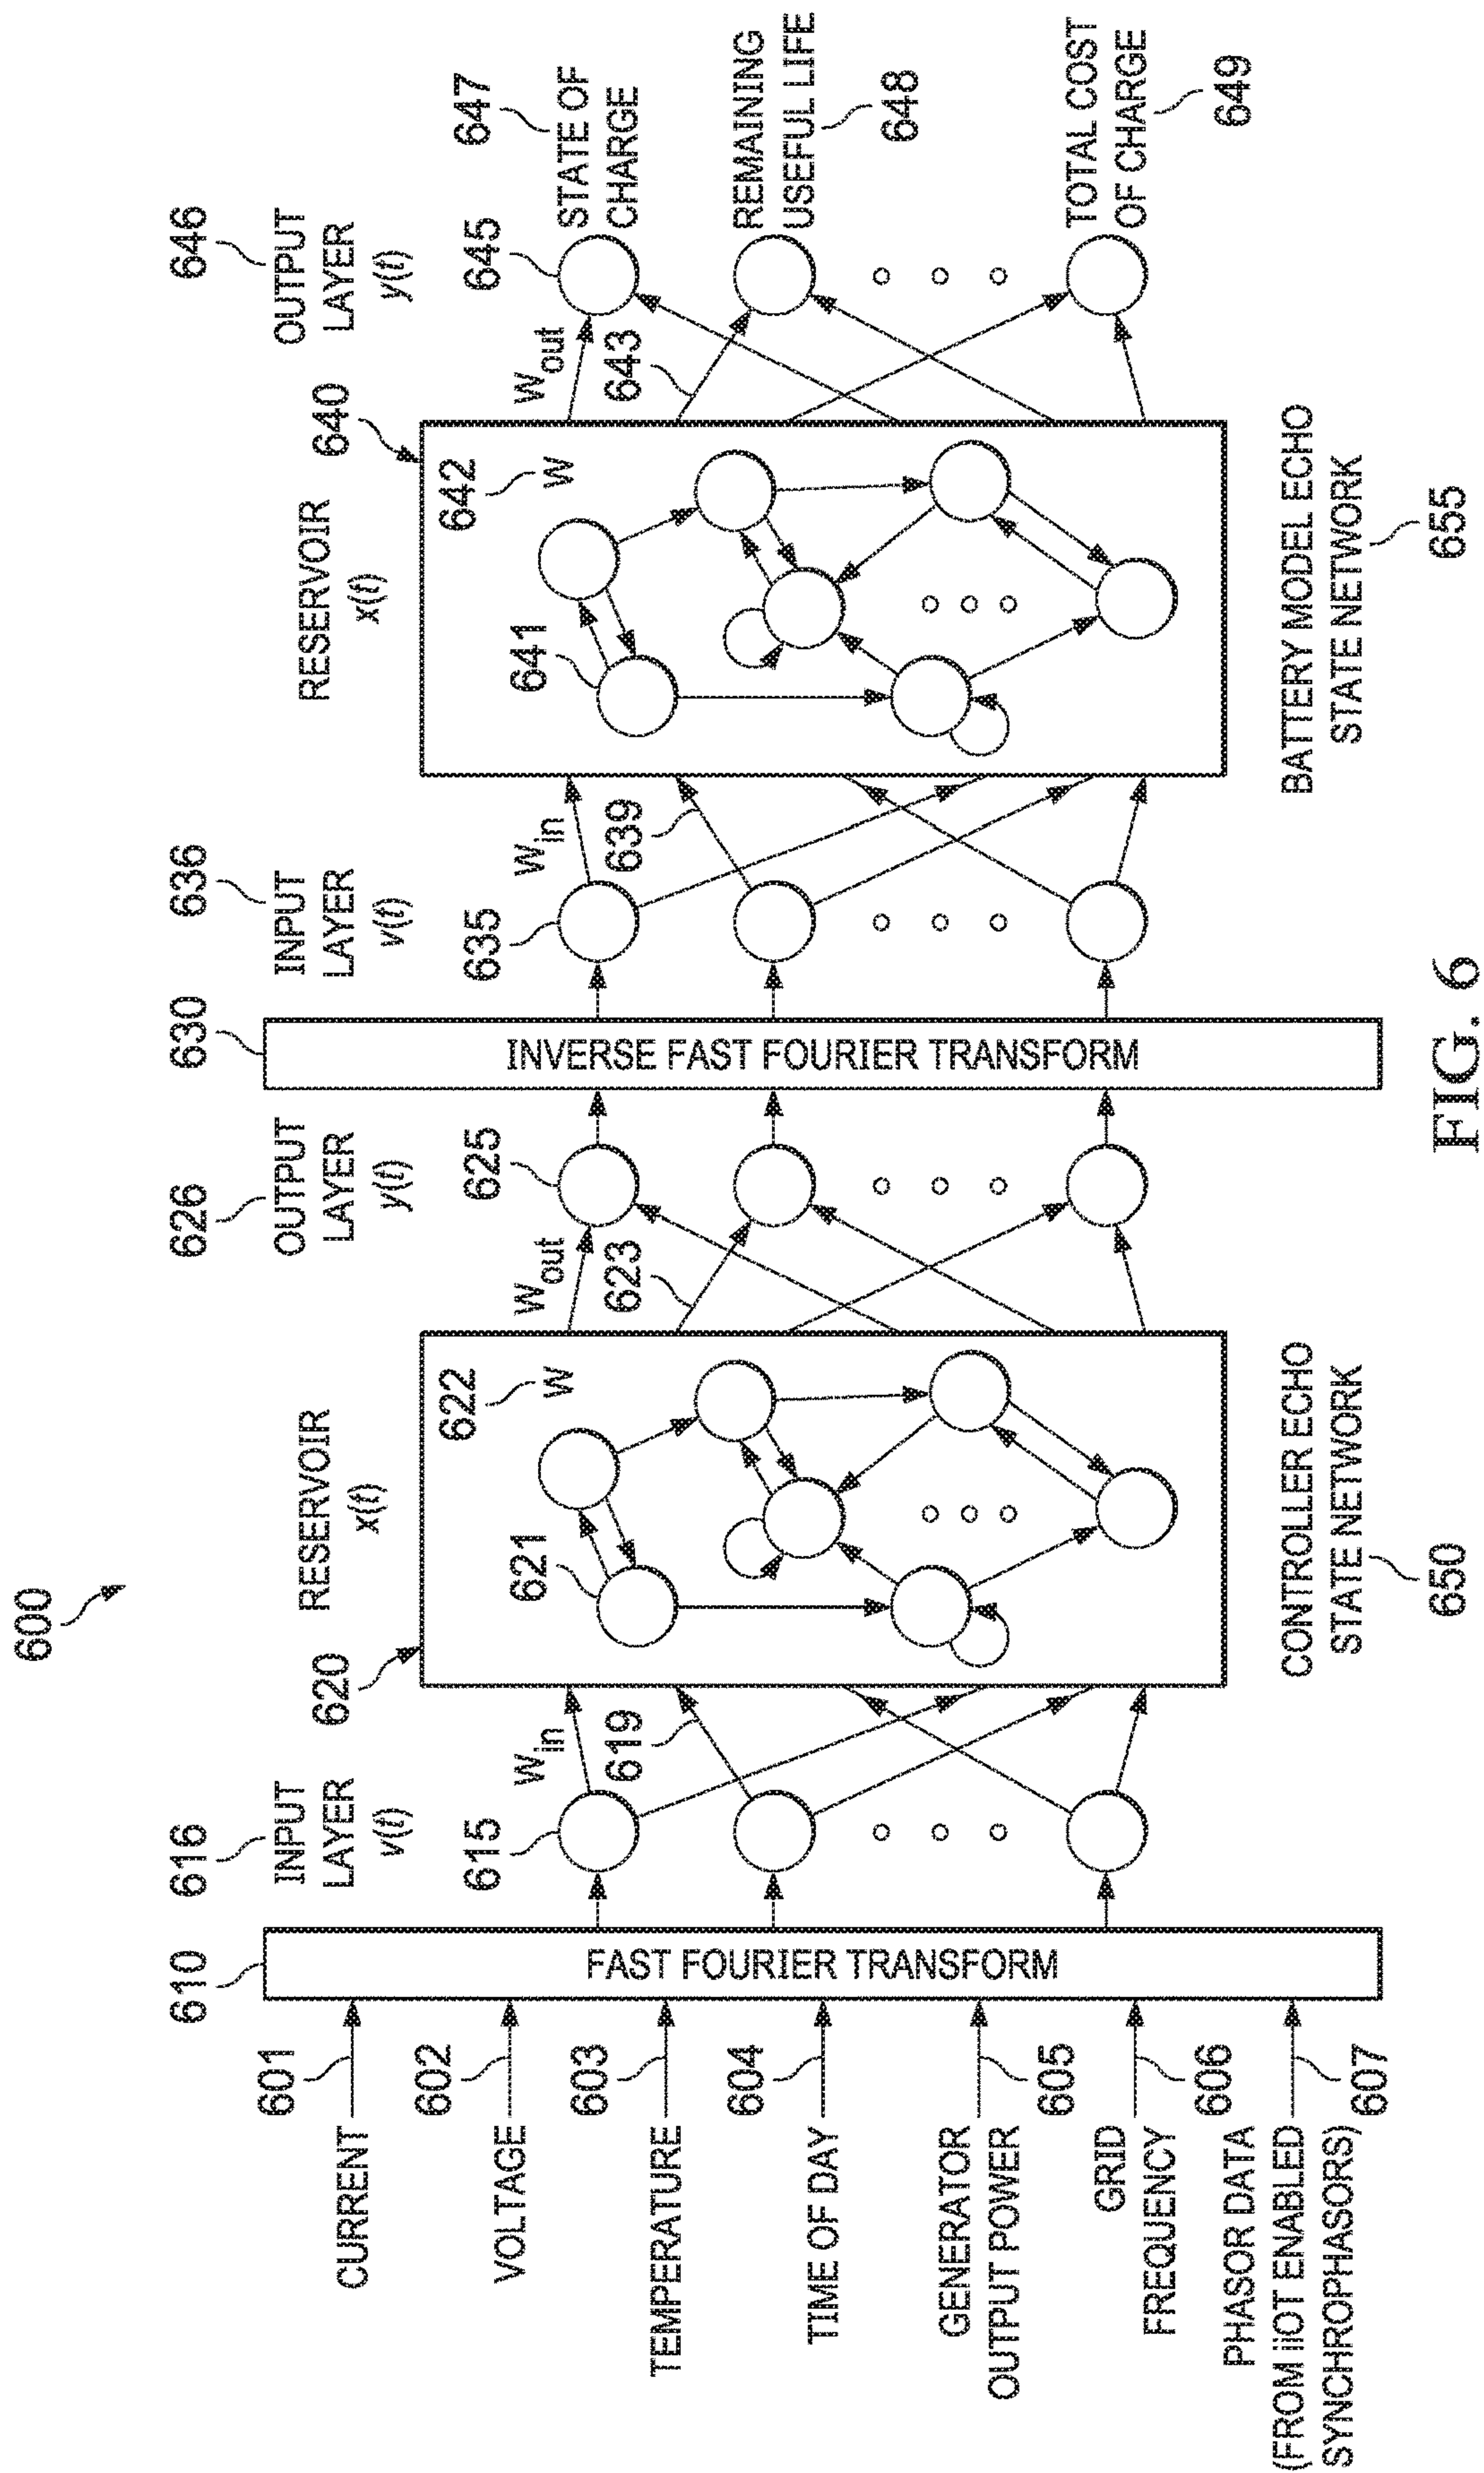 600
601
CURRENT
602
VOLTAGE
603
TEMPERATURE
604
TIME OF DAY
GENERATOR
OUTPUT POWER
605
GRID
FREQUENCY
606
PHASOR DATA
(FROM iiOT ENABLED
SYNCHROPHASORS)
607
610
FAST FOURIER TRANSFORM
616
INPUT
LAYER
v(t)
615
Win
619
620
RESERVOIR
x(t)
621
622
W
CONTROLLER ECHO
STATE NETWORK
650
Wout
623
626
OUTPUT
LAYER
y(t)
625
630
INVERSE FAST FOURIER TRANSFORM
636
INPUT
LAYER
v(t)
635
Win
639
RESERVOIR
x(t)
640
641
642
W
BATTERY MODEL ECHO
STATE NETWORK
655
Wout
643
646
OUTPUT
LAYER
y(t)
645
647
STATE OF
CHARGE
REMAINING
USEFUL LIFE
648
TOTAL COST
OF CHARGE
649
FIG. 6